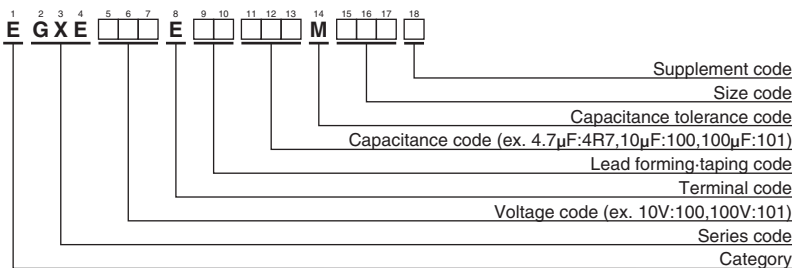 1 2 3 4 5 6 7 8 9 10 11 12 13 14 15 16 17 18
E GXE E M
Supplement code
Size code
Capacitance tolerance code
Capacitance code (ex. 4.7μF:4R7,10μF:100,100μF:101)
Lead forming·taping code
Terminal code
Voltage code (ex. 10V:100,100V:101)
Series code
Category